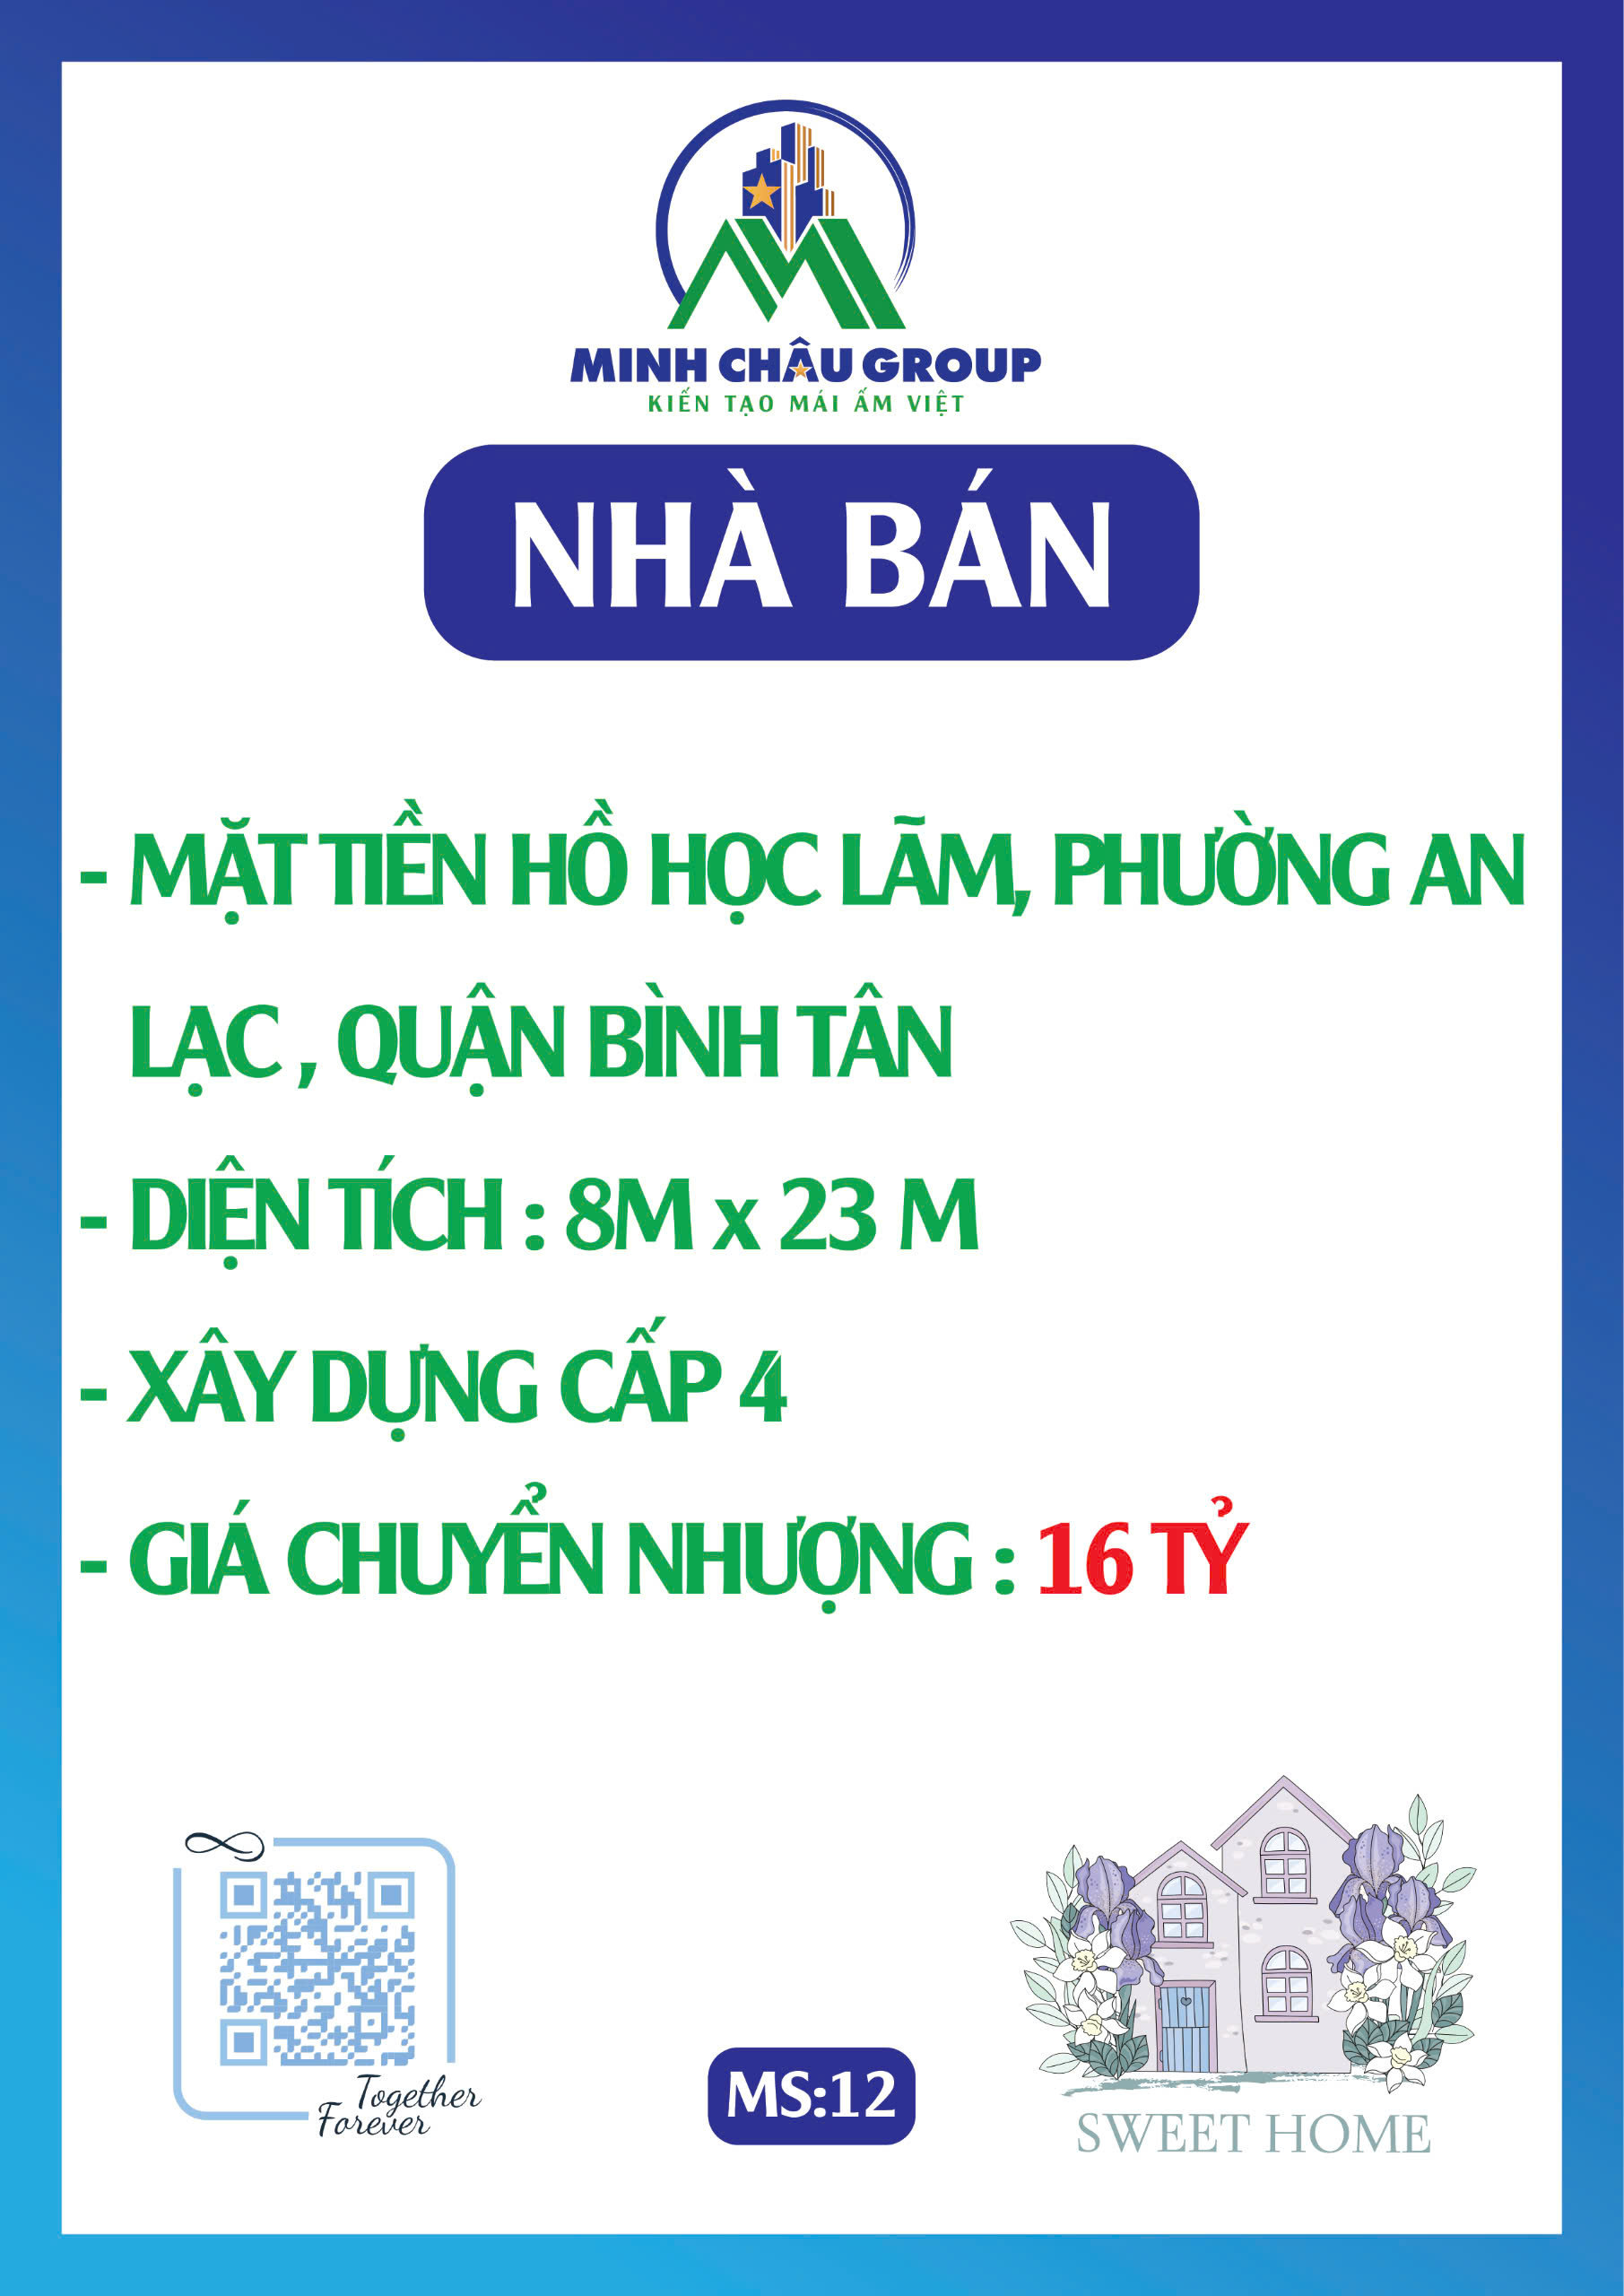 MINH CHÂU GROUP
KIẾN TẠO MÁI ẤM VIỆT
NHÀ BÁN
- MẶT TIỀN HỒ HỌC LÃM, PHƯỜNG AN
LẠC , QUẬN BÌNH TÂN
- DIỆN TÍCH : 8M x 23 M
- XÂY DỰNG CẤP 4
- GIÁ CHUYỂN NHƯỢNG : 16 TỶ
Together
Forever
MS:12
SWEET HOME